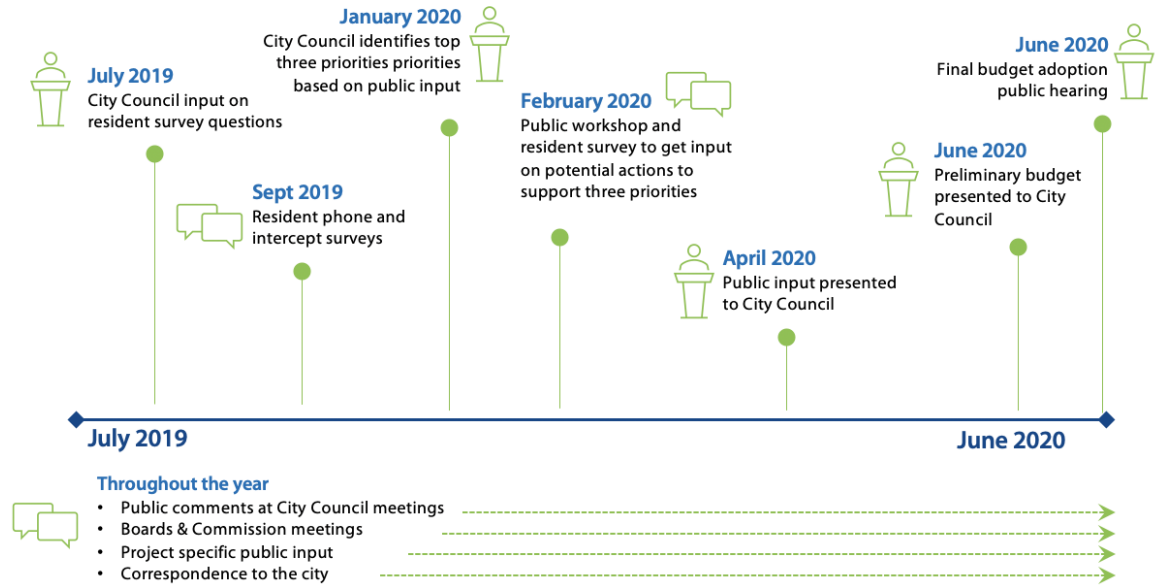 July 2019
City Council input on
resident survey questions
Sept 2019
Resident phone and
intercept surveys
January 2020
City Council identifies top
three priorities priorities
based on public input
February 2020
Public workshop and
resident survey to get input
on potential actions to
support three priorities
April 2020
Public input presented
to City Council
June 2020
Preliminary budget
presented to City
Council
June 2020
Final budget adoption
public hearing
July 2019
June 2020
Throughout the year
• Public comments at City Council meetings
• Boards & Commission meetings
• Project specific public input
• Correspondence to the city